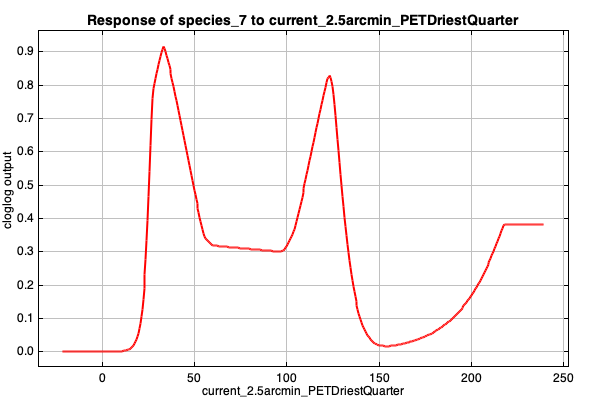 Response of species_7 to current_2.5arcmin_PETDriestQuarter
cloglog output
0.9
0.8
0.7
0.6
0.5
0.4
0.3
0.2
0.1
0.0
0 50 100 150 200 250
current_2.5arcmin_PETDriestQuarter